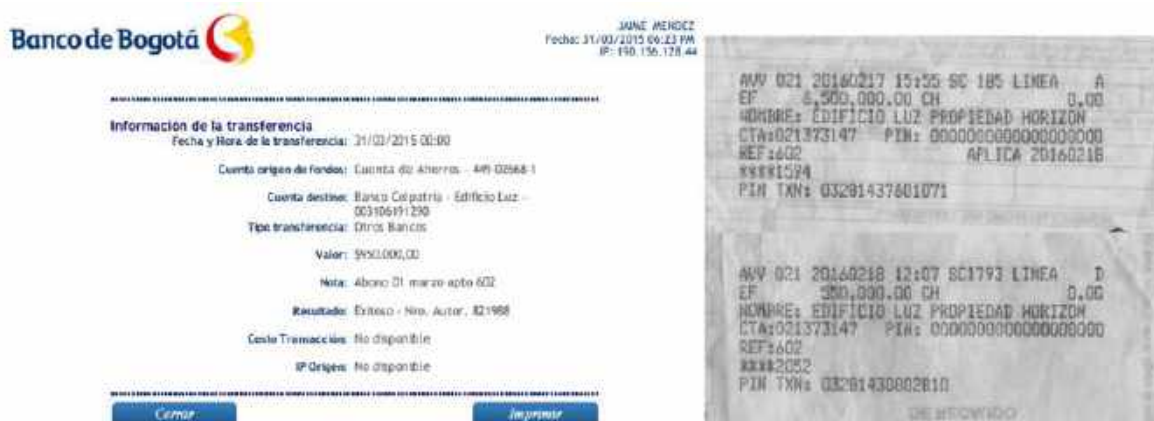 Banco de Bogotá
JAIME MENDEZ
Fecha: 31/03/2015 06:23 PM
IP: 190.156.128.44
Información de la transferencia
Fecha y Hora de la transferencia: 31/03/2015 00:00
Cuenta origen de fondos: Cuenta de Ahorros - 449-02668-1
Cuenta destino: Banco Colpatria - Edificio Luz -
003106191290
Tipo transferencia: Otros Bancos
Valor: $950.000,00
Nota: Abono 01 marzo apto 602
Resultado: Exitoso - Nro. Autor. 821988
Costo Transacción: No disponible
IP Origen: No disponible
Cerrar
Imprimir
AVV 021 20160217 15:55 SC 185 LINEA A
EF 6,500,000.00 CH 0.00
NOMBRE: EDIFICIO LUZ PROPIEDAD HORIZON
CTA:021373147 PIN: 0000000000000000000
REF:602 APLICA 20160218
****1594
PIN TXN: 03281437601071
AVV 021 20160218 12:07 SC1793 LINEA D
EF CH 0.00
NOMBRE: EDIFICIO LUZ PROPIEDAD HORIZON
CTA:021373147 PIN: 0000000000000000000
REF:602
****2052
PIN TXN: 03281430802810